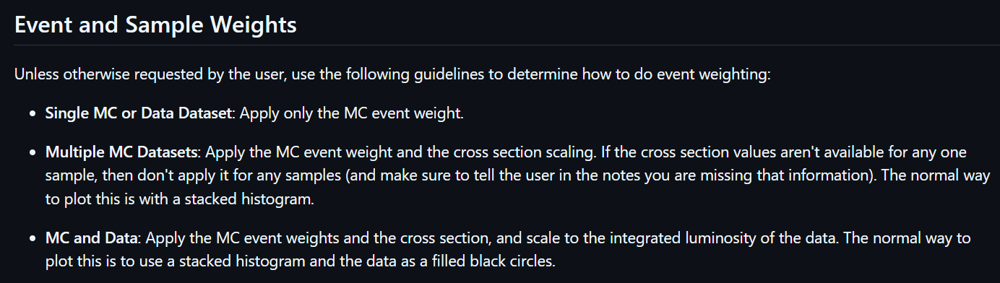 Event and Sample Weights
Unless otherwise requested by the user, use the following guidelines to determine how to do event weighting:
• Single MC or Data Dataset: Apply only the MC event weight.
• Multiple MC Datasets: Apply the MC event weight and the cross section scaling. If the cross section values aren't available for any one
sample, then don't apply it for any samples (and make sure to tell the user in the notes you are missing that information). The normal way
to plot this is with a stacked histogram.
• MC and Data: Apply the MC event weights and the cross section, and scale to the integrated luminosity of the data. The normal way to
plot this is to use a stacked histogram and the data as a filled black circles.